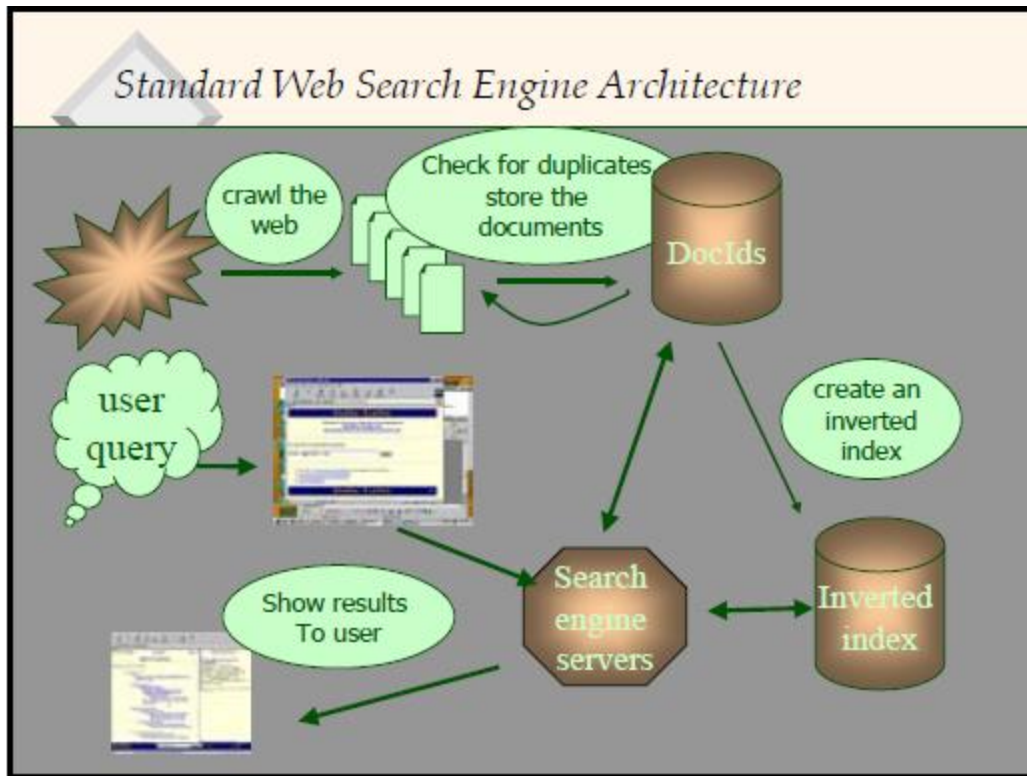 Standard Web Search Engine Architecture
crawl the
web
Check for duplicates,
store the
documents
DocIds
user
query
create an
inverted
index
Show results
To user
Search
engine
servers
Inverted
index